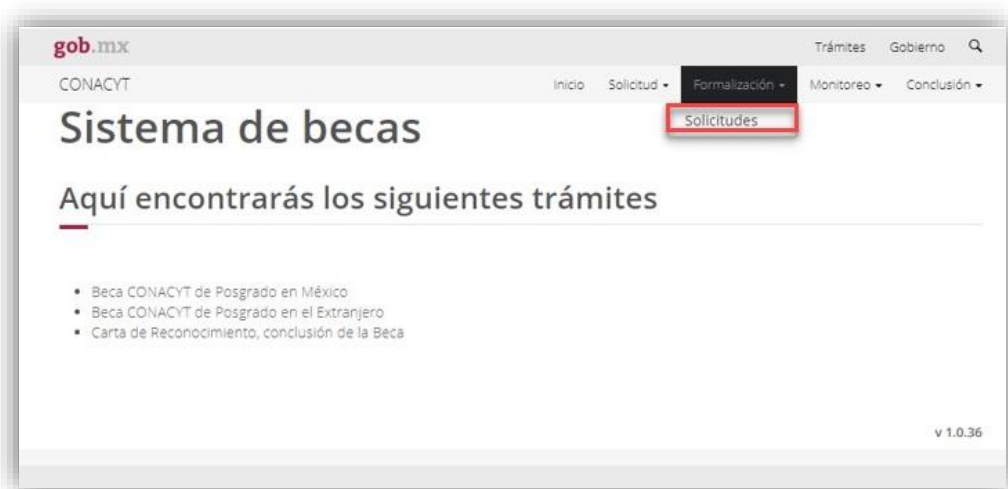 gob.mx Trámites Gobierno
CONACYT Inicio Solicitud Formalización Monitoreo Conclusión
Solicitudes
Sistema de becas
Aquí encontrarás los siguientes trámites
Beca CONACYT de Posgrado en México
Beca CONACYT de Posgrado en el Extranjero
Carta de Reconocimiento, conclusión de la Beca
v 1.0.36